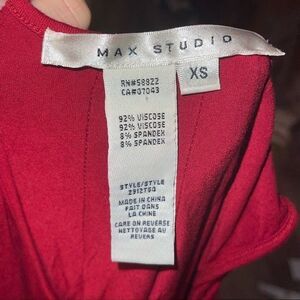 MAX STUDIO
XS
RN#58922
CA#07043
92% VISCOSE
92% VISCOSE
8% SPANDEX
8% SPANDEX
STYLE/STYLE
MADE IN CHINA
FAIT DANS
LA CHINE
CARE ON REVERSE
NETTOYAGE AU
REVERS